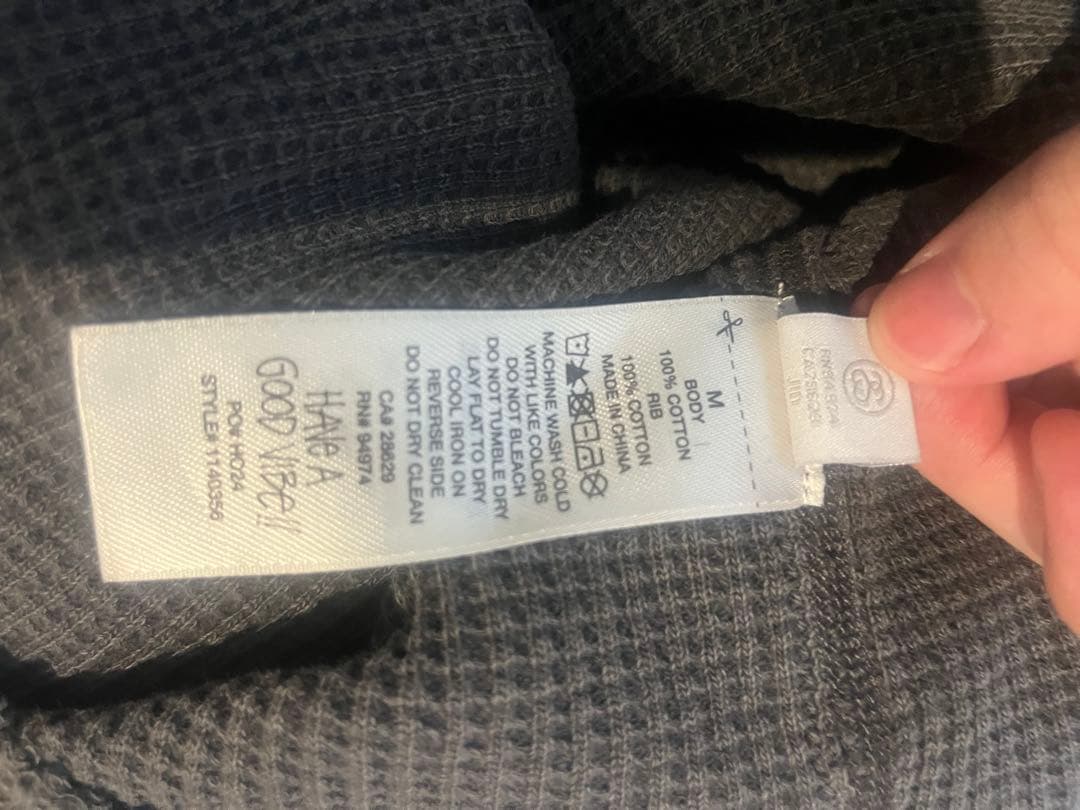 M
BODY
100% COTTON
RIB
100% COTTON
MADE IN CHINA
MACHINE WASH COLD
WITH LIKE COLORS
DO NOT BLEACH
DO NOT TUMBLE DRY
LAY FLAT TO DRY
COOL IRON ON
REVERSE SIDE
DO NOT DRY CLEAN
CA# 28629
RN# 94974
HAVE A
GOOD VIBE!!
PO# HO24
STYLE# 1140356